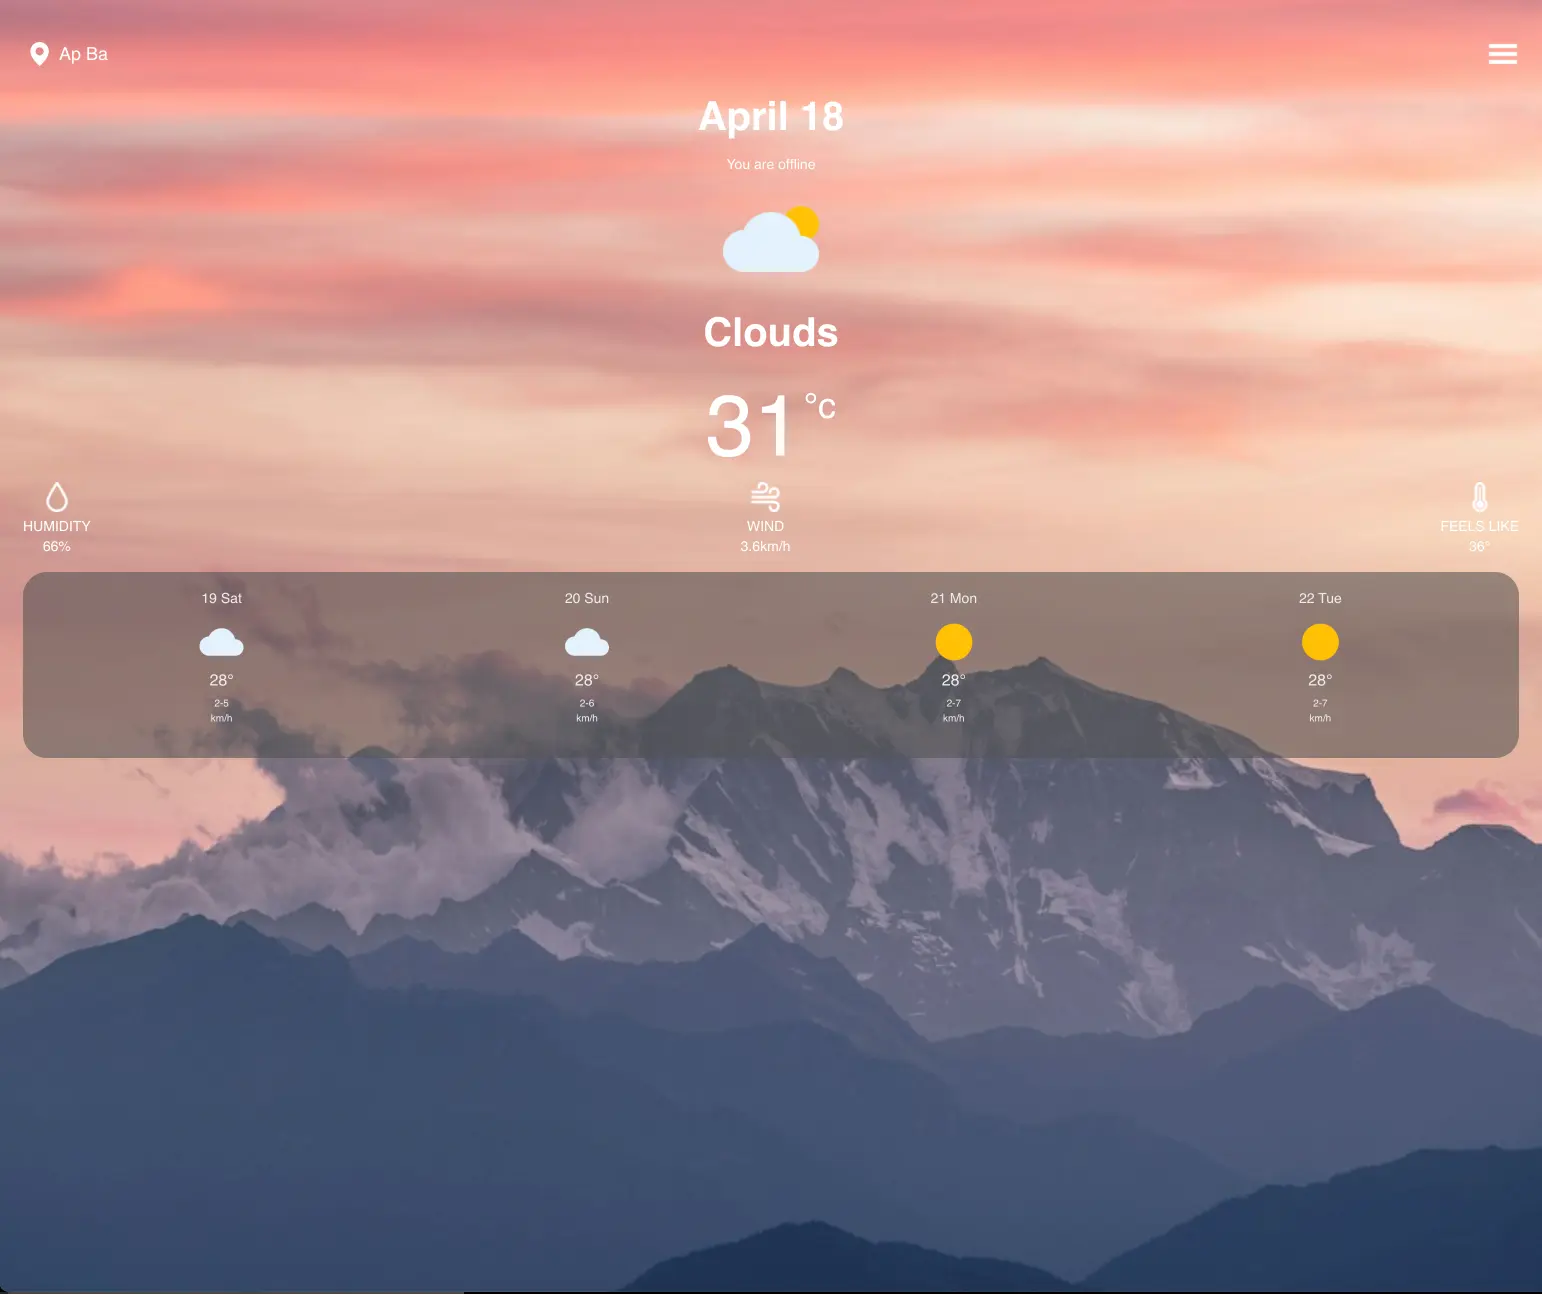 Ap Ba
April 18
You are offline
Clouds
31 °C
HUMIDITY
66%
WIND
3.6km/h
FEELS LIKE
36°
19 Sat
28°
2-5
km/h
20 Sun
28°
2-6
km/h
21 Mon
28°
2-7
km/h
22 Tue
28°
2-7
km/h